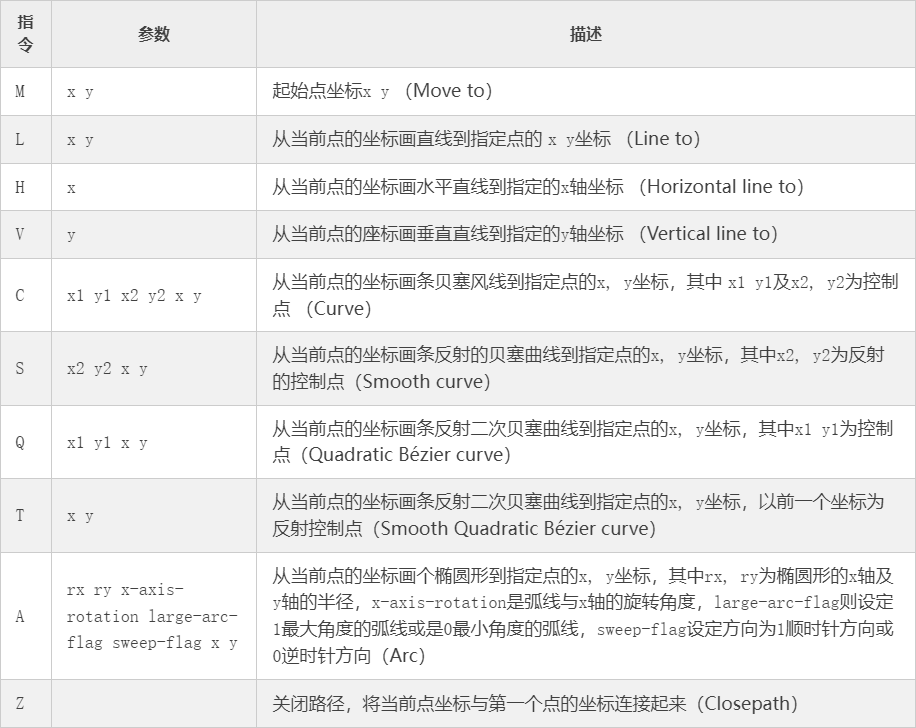 指
令
参数
描述
M
x y
起始点坐标x y （Move to）
L
x y
从当前点的坐标画直线到指定点的 x y坐标 （Line to）
H
x
从当前点的坐标画水平直线到指定的x轴坐标 （Horizontal line to）
V
y
从当前点的座标画垂直直线到指定的y轴坐标 （Vertical line to）
C
x1 y1 x2 y2 x y
从当前点的坐标画条贝塞风线到指定点的x, y坐标，其中 x1 y1及x2, y2为控制
点 （Curve）
S
x2 y2 x y
从当前点的坐标画条反射的贝塞曲线到指定点的x, y坐标，其中x2, y2为反射
的控制点（Smooth curve）
Q
x1 y1 x y
从当前点的坐标画条反射二次贝塞曲线到指定点的x, y坐标，其中x1 y1为控制
点（Quadratic Bézier curve）
T
x y
从当前点的坐标画条反射二次贝塞曲线到指定点的x, y坐标，以前一个坐标为
反射控制点（Smooth Quadratic Bézier curve）
A
rx ry x-axis-
rotation large-arc-
flag sweep-flag x y
从当前点的坐标画个椭圆形到指定点的x, y坐标，其中rx, ry为椭圆形的x轴及
y轴的半径，x-axis-rotation是弧线与x轴的旋转角度，large-arc-flag则设定
1最大角度的弧线或是0最小角度的弧线，sweep-flag设定方向为1顺时针方向或
0逆时针方向（Arc）
Z
关闭路径，将当前点坐标与第一个点的坐标连接起来（Closepath）